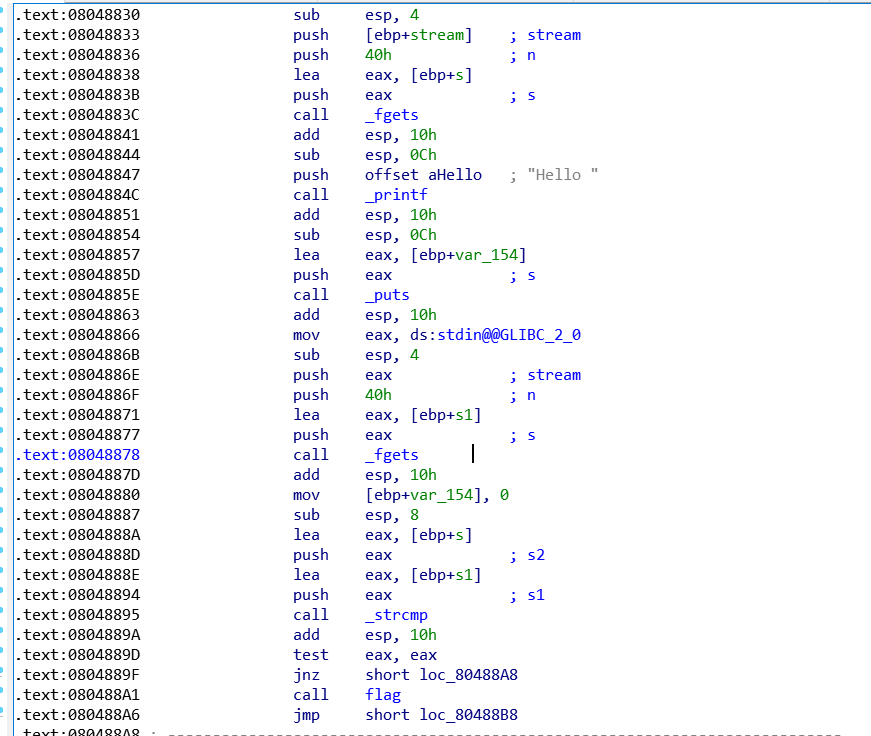 .text:08048830 sub esp, 4
.text:08048833 push [ebp+stream] ; stream
.text:08048836 push 40h ; n
.text:08048838 lea eax, [ebp+s]
.text:0804883B push eax ; s
.text:0804883C call _fgets
.text:08048841 add esp, 10h
.text:08048844 sub esp, 0Ch
.text:08048847 push offset aHello ; "Hello "
.text:0804884C call _printf
.text:08048851 add esp, 10h
.text:08048854 sub esp, 0Ch
.text:08048857 lea eax, [ebp+var_154]
.text:0804885D push eax ; s
.text:0804885E call _puts
.text:08048863 add esp, 10h
.text:08048866 mov eax, ds:stdin@@GLIBC_2_0
.text:0804886B sub esp, 4
.text:0804886E push eax ; stream
.text:0804886F push 40h ; n
.text:08048871 lea eax, [ebp+s1]
.text:08048877 push eax ; s
.text:08048878 call _fgets
.text:0804887D add esp, 10h
.text:08048880 mov [ebp+var_154], 0
.text:08048887 sub esp, 8
.text:0804888A lea eax, [ebp+s]
.text:0804888D push eax ; s2
.text:0804888E lea eax, [ebp+s1]
.text:08048894 push eax ; s1
.text:08048895 call _strcmp
.text:0804889A add esp, 10h
.text:0804889D test eax, eax
.text:0804889F jnz short loc_80488A8
.text:080488A1 call flag
.text:080488A6 jmp short loc_80488B8
.text:080488A8 ; ---------------------------------------------------------------------------